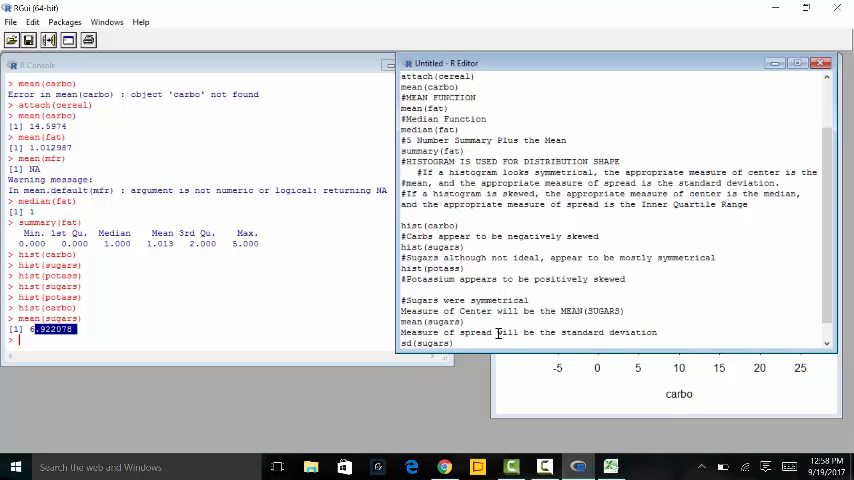 RGui (64-bit)
File Edit Packages Windows Help
R Console
> mean(carbo)
Error in mean(carbo) : object 'carbo' not found
> attach(cereal)
> mean(carbo)
[1] 14.5974
> mean(fat)
[1] 1.012987
> mean(mfr)
[1] NA
Warning message:
In mean.default(mfr) : argument is not numeric or logical: returning NA
> median(fat)
[1] 1
> summary(fat)
Min. 1st Qu. Median Mean 3rd Qu. Max.
0.000 0.000 1.000 1.013 2.000 5.000
> hist(carbo)
> hist(sugars)
> hist(potass)
> hist(sugars)
> hist(potass)
> hist(carbo)
> mean(sugars)
[1] 6.922078
>
Untitled - R Editor
attach(cereal)
mean(carbo)
#MEAN FUNCTION
mean(fat)
#Median Function
median(fat)
#5 Number Summary Plus the Mean
summary(fat)
#HISTOGRAM IS USED FOR DISTRIBUTION SHAPE
#If a histogram looks symmetrical, the appropriate measure of center is the
#mean, and the appropriate measure of spread is the standard deviation.
#If a histogram is skewed, the appropriate measure of center is the median,
and the appropriate measure of spread is the Inner Quartile Range
hist(carbo)
#Carbs appear to be negatively skewed
hist(sugars)
#Sugars although not ideal, appear to be mostly symmetrical
hist(potass)
#Potassium appears to be positively skewed
#Sugars were symmetrical
Measure of Center will be the MEAN(SUGARS)
mean(sugars)
Measure of spread will be the standard deviation
sd(sugars)
-5 0 5 10 15 20 25
carbo
Search the web and Windows
12:58 PM
9/19/2017